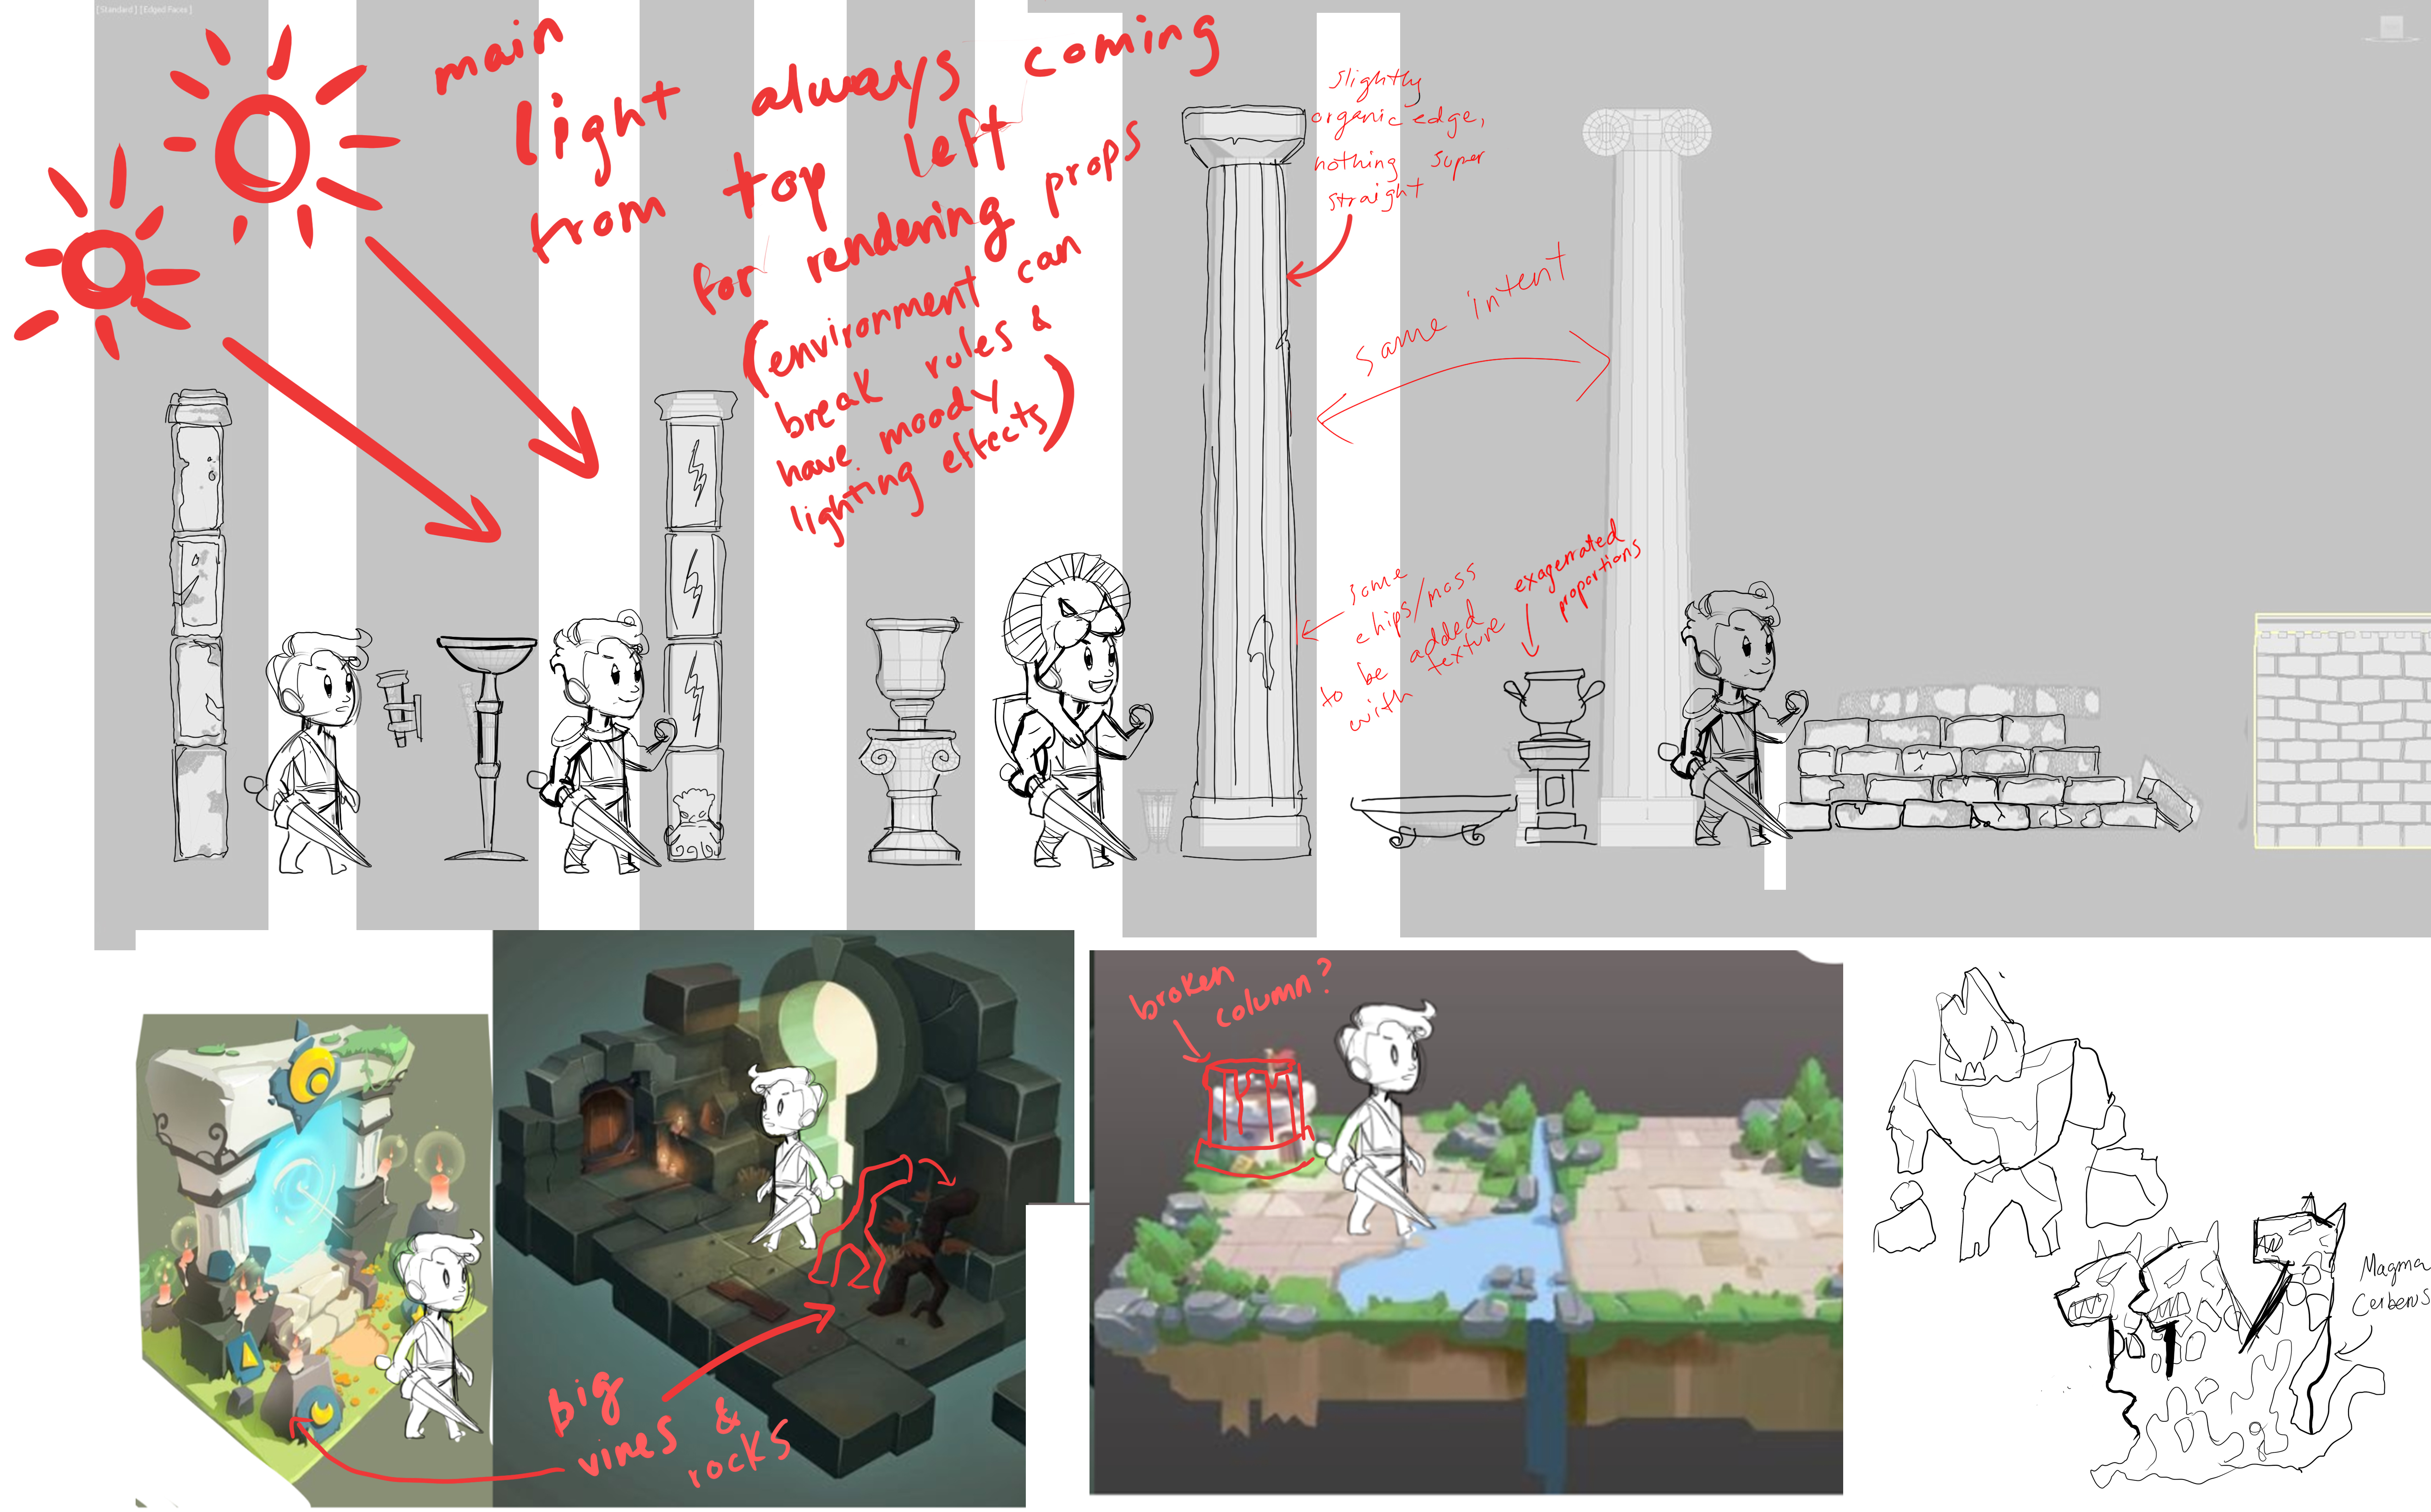 [ Standard ] [ Edged Faces ]
main
light always coming
from top left
for rendering props
(environment can
break rules &
have moody
lighting effects)
slightly
organic edge,
nothing super
straight
same intent
some
chips/moss
to be added
with texture
exagerrated
proportions
broken
column?
big
vines &
rocks
Magma
Cerberus